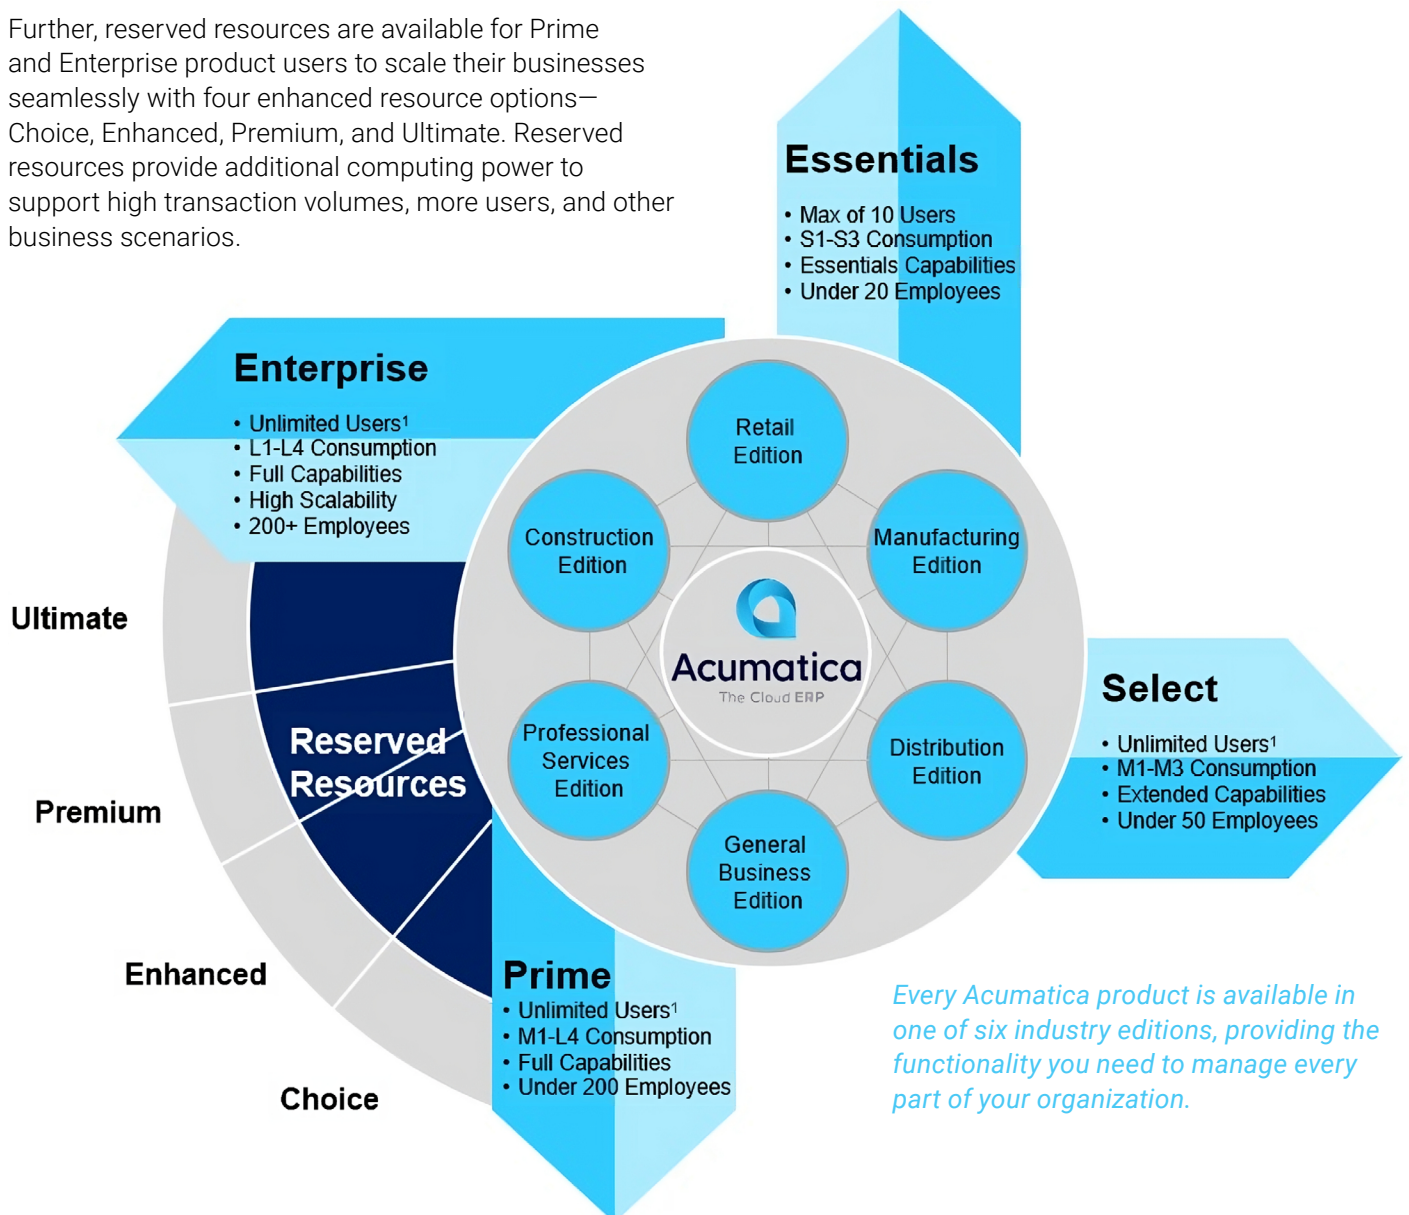 Further, reserved resources are available for Prime
and Enterprise product users to scale their businesses
seamlessly with four enhanced resource options—
Choice, Enhanced, Premium, and Ultimate. Reserved
resources provide additional computing power to
support high transaction volumes, more users, and other
business scenarios.
Essentials
• Max of 10 Users
• S1-S3 Consumption
• Essentials Capabilities
• Under 20 Employees
Enterprise
• Unlimited Users¹
• L1-L4 Consumption
• Full Capabilities
• High Scalability
• 200+ Employees
Retail
Edition
Construction
Edition
Manufacturing
Edition
Acumatica
The Cloud ERP
Professional
Services
Edition
Distribution
Edition
General
Business
Edition
Ultimate
Premium
Enhanced
Choice
Reserved
Resources
Select
• Unlimited Users¹
• M1-M3 Consumption
• Extended Capabilities
• Under 50 Employees
Prime
• Unlimited Users¹
• M1-L4 Consumption
• Full Capabilities
• Under 200 Employees
Every Acumatica product is available in
one of six industry editions, providing the
functionality you need to manage every
part of your organization.